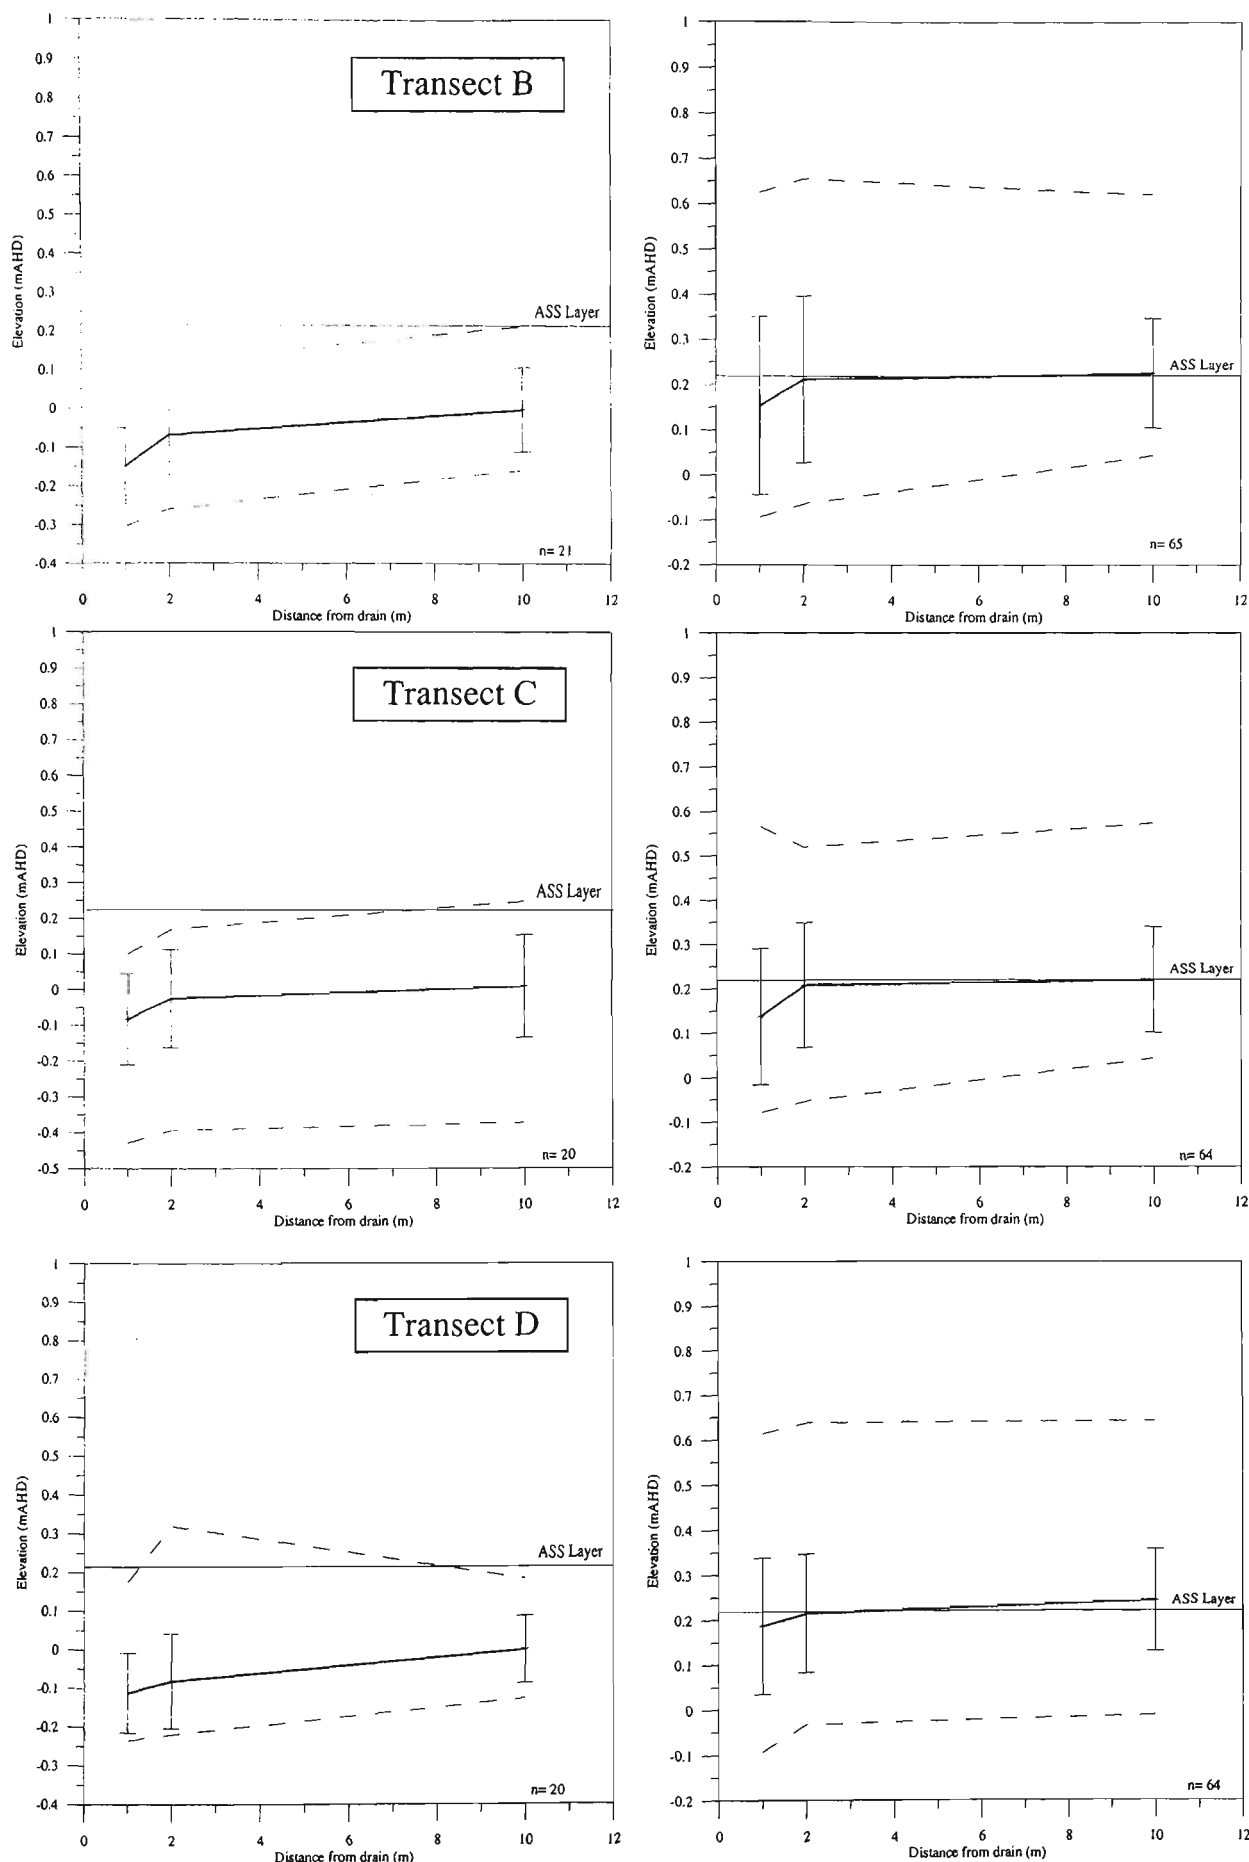 1
0.9
0.8
0.7
0.6
0.5
0.4
0.3
0.2
0.1
0
-0.1
-0.2
-0.3
-0.4
Elevation (mAHD)
Transect B
ASS Layer
n= 21
0 2 4 6 8 10 12
Distance from drain (m)
1
0.9
0.8
0.7
0.6
0.5
0.4
0.3
0.2
0.1
0
-0.1
-0.2
Elevation (mAHD)
ASS Layer
n= 65
0 2 4 6 8 10 12
Distance from drain (m)
1
0.9
0.8
0.7
0.6
0.5
0.4
0.3
0.2
0.1
0
-0.1
-0.2
-0.3
-0.4
-0.5
Elevation (mAHD)
Transect C
ASS Layer
n= 20
0 2 4 6 8 10 12
Distance from drain (m)
1
0.9
0.8
0.7
0.6
0.5
0.4
0.3
0.2
0.1
0
-0.1
-0.2
Elevation (mAHD)
ASS Layer
n= 64
0 2 4 6 8 10 12
Distance from drain (m)
1
0.9
0.8
0.7
0.6
0.5
0.4
0.3
0.2
0.1
0
-0.1
-0.2
-0.3
-0.4
Elevation (mAHD)
Transect D
ASS Layer
n= 20
0 2 4 6 8 10 12
Distance from drain (m)
1
0.9
0.8
0.7
0.6
0.5
0.4
0.3
0.2
0.1
0
-0.1
-0.2
Elevation (mAHD)
ASS Layer
n= 64
0 2 4 6 8 10 12
Distance from drain (m)